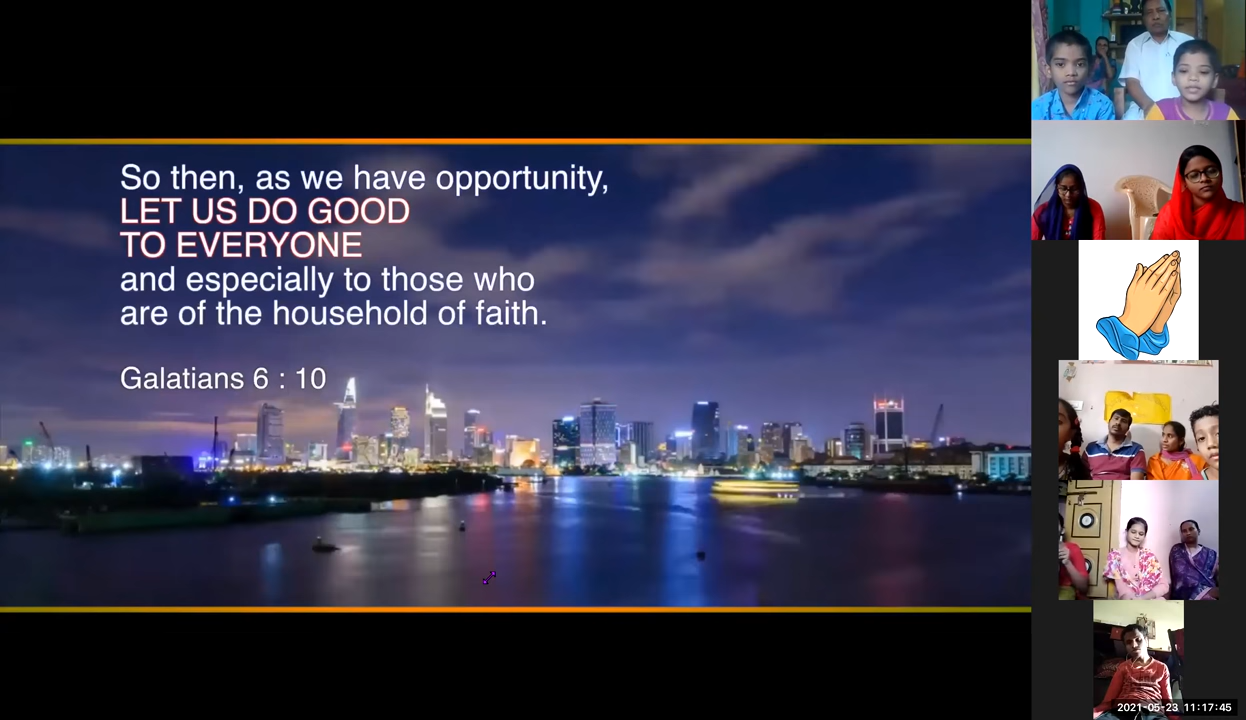 So then, as we have opportunity,
LET US DO GOOD
TO EVERYONE
and especially to those who
are of the household of faith.
Galatians 6 : 10
2021-05-23 11:17:45